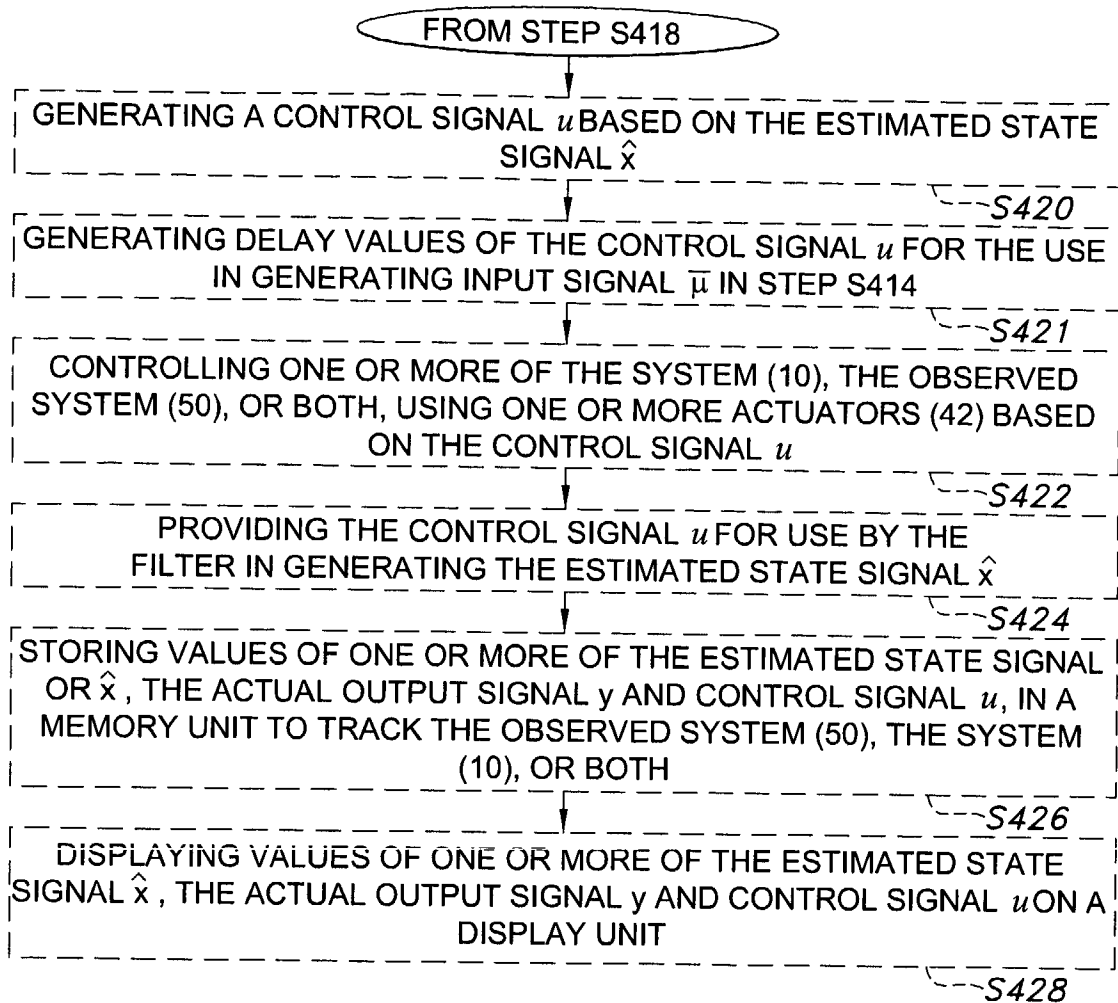 FROM STEP S418
GENERATING A CONTROL SIGNAL u BASED ON THE ESTIMATED STATE
SIGNAL x̂
S420
GENERATING DELAY VALUES OF THE CONTROL SIGNAL u FOR THE USE
IN GENERATING INPUT SIGNAL μ̅ IN STEP S414
S421
CONTROLLING ONE OR MORE OF THE SYSTEM (10), THE OBSERVED
SYSTEM (50), OR BOTH, USING ONE OR MORE ACTUATORS (42) BASED
ON THE CONTROL SIGNAL u
S422
PROVIDING THE CONTROL SIGNAL u FOR USE BY THE
FILTER IN GENERATING THE ESTIMATED STATE SIGNAL x̂
S424
STORING VALUES OF ONE OR MORE OF THE ESTIMATED STATE SIGNAL
OR x̂ , THE ACTUAL OUTPUT SIGNAL y AND CONTROL SIGNAL u, IN A
MEMORY UNIT TO TRACK THE OBSERVED SYSTEM (50), THE SYSTEM
(10), OR BOTH
S426
DISPLAYING VALUES OF ONE OR MORE OF THE ESTIMATED STATE
SIGNAL x̂ , THE ACTUAL OUTPUT SIGNAL y AND CONTROL SIGNAL u ON A
DISPLAY UNIT
S428